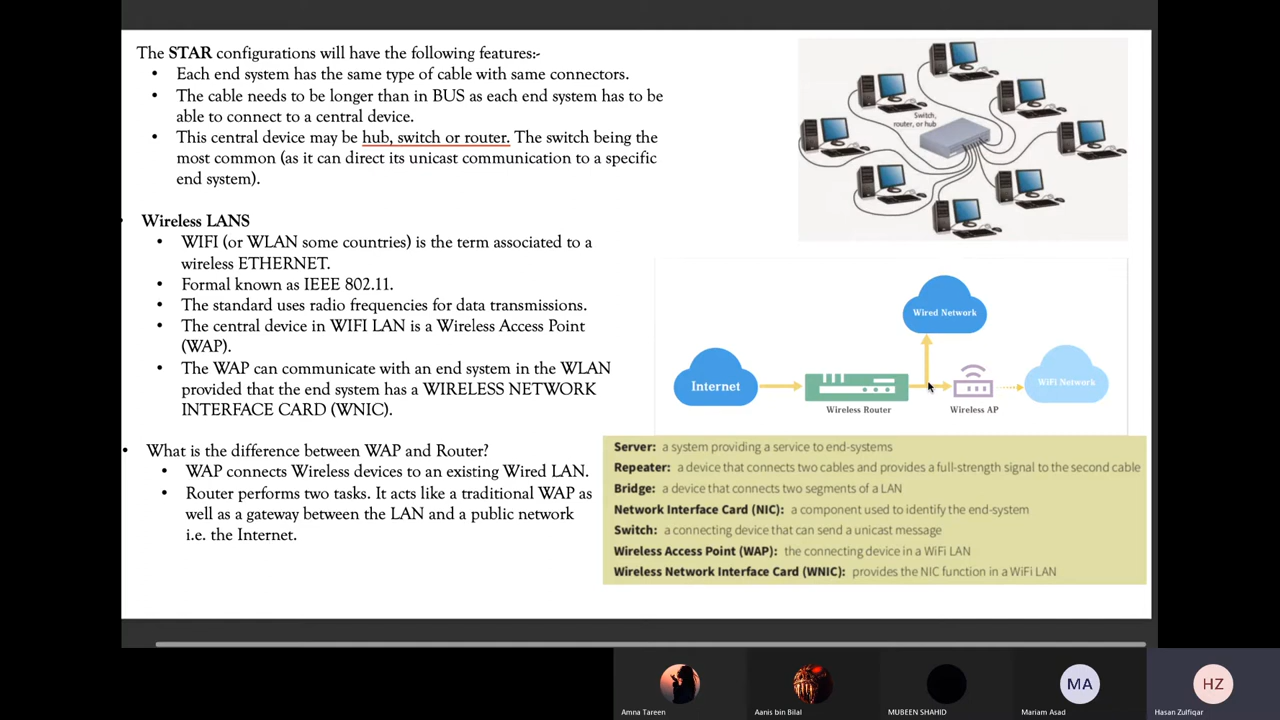 The STAR configurations will have the following features:-
• Each end system has the same type of cable with same connectors.
• The cable needs to be longer than in BUS as each end system has to be
able to connect to a central device.
• This central device may be hub, switch or router. The switch being the
most common (as it can direct its unicast communication to a specific
end system).
Switch,
router, or hub
• Wireless LANS
• WIFI (or WLAN some countries) is the term associated to a
wireless ETHERNET.
• Formal known as IEEE 802.11.
• The standard uses radio frequencies for data transmissions.
• The central device in WIFI LAN is a Wireless Access Point
(WAP).
• The WAP can communicate with an end system in the WLAN
provided that the end system has a WIRELESS NETWORK
INTERFACE CARD (WNIC).
Wired Network
Internet
Wireless Router
Wireless AP
WiFi Network
• What is the difference between WAP and Router?
• WAP connects Wireless devices to an existing Wired LAN.
• Router performs two tasks. It acts like a traditional WAP as
well as a gateway between the LAN and a public network
i.e. the Internet.
Server: a system providing a service to end-systems
Repeater: a device that connects two cables and provides a full-strength signal to the second cable
Bridge: a device that connects two segments of a LAN
Network Interface Card (NIC): a component used to identify the end-system
Switch: a connecting device that can send a unicast message
Wireless Access Point (WAP): the connecting device in a WiFi LAN
Wireless Network Interface Card (WNIC): provides the NIC function in a WiFi LAN
MA
HZ
Amna Tareen
Aanis bin Bilal
MUBEEN SHAHID
Mariam Asad
Hasan Zulfiqar